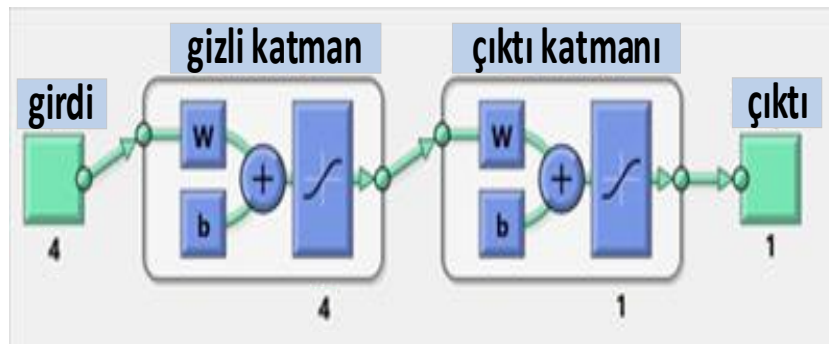 gizli katman
çıktı katmanı
girdi
çıktı
W
W
b
b
4
4
1
1